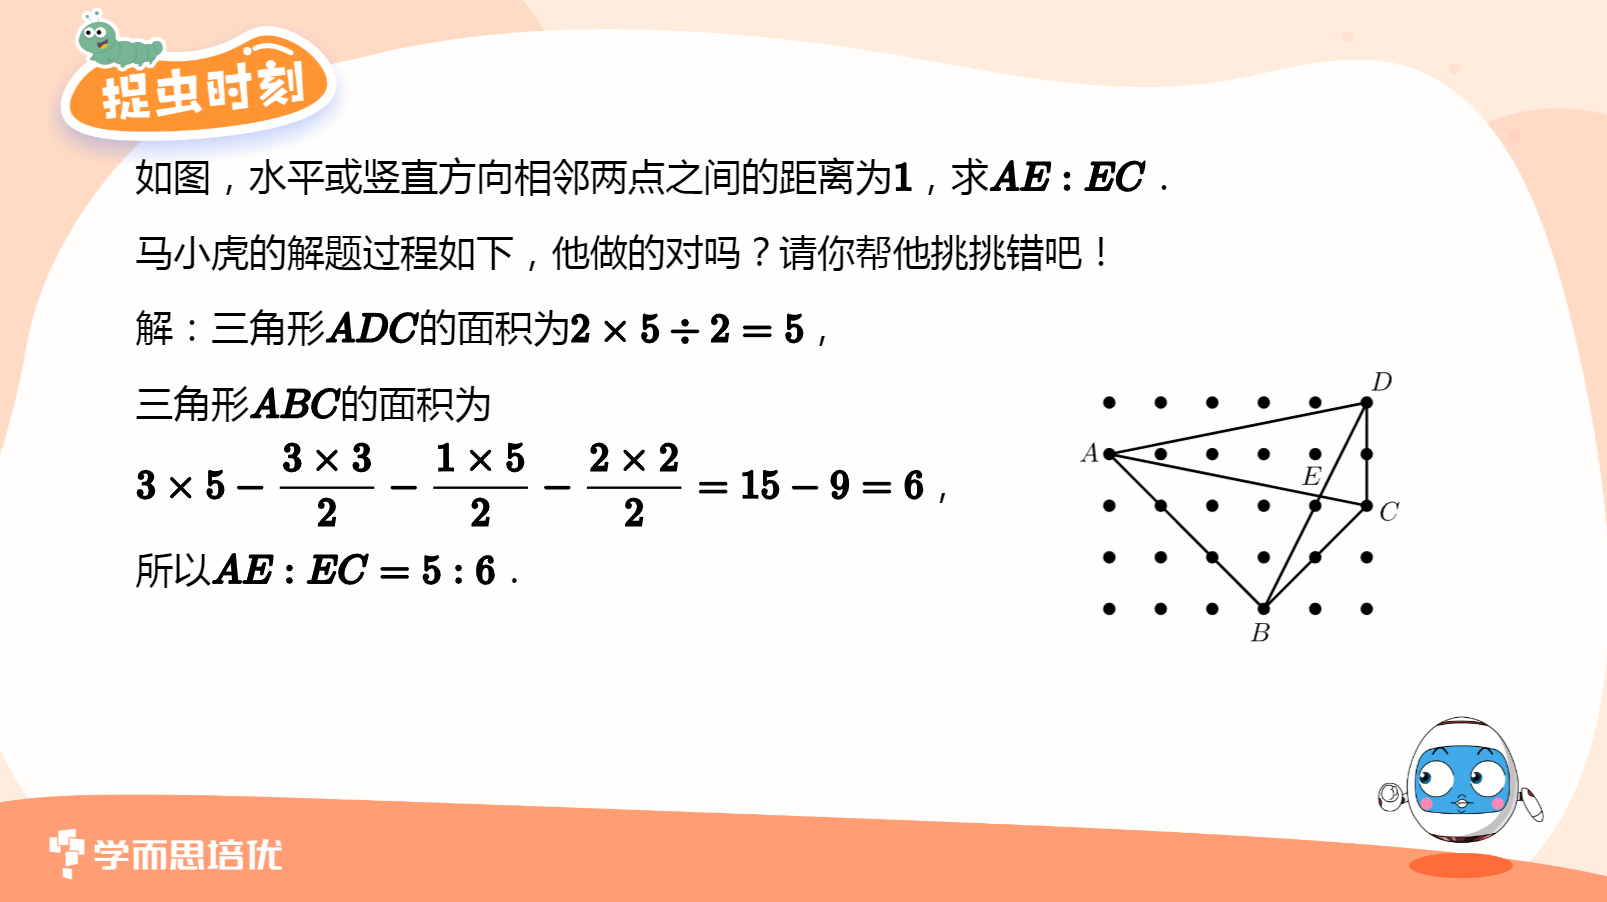 捉虫时刻
如图，水平或竖直方向相邻两点之间的距离为1，求AE : EC．
马小虎的解题过程如下，他做的对吗？请你帮他挑挑错吧！
解：三角形ADC的面积为2 × 5 ÷ 2 = 5，
三角形ABC的面积为
3 × 5 − \frac{3 × 3}{2} − \frac{1 × 5}{2} − \frac{2 × 2}{2} = 15 − 9 = 6，
所以AE : EC = 5 : 6．
D
A
E
C
B
学而思培优